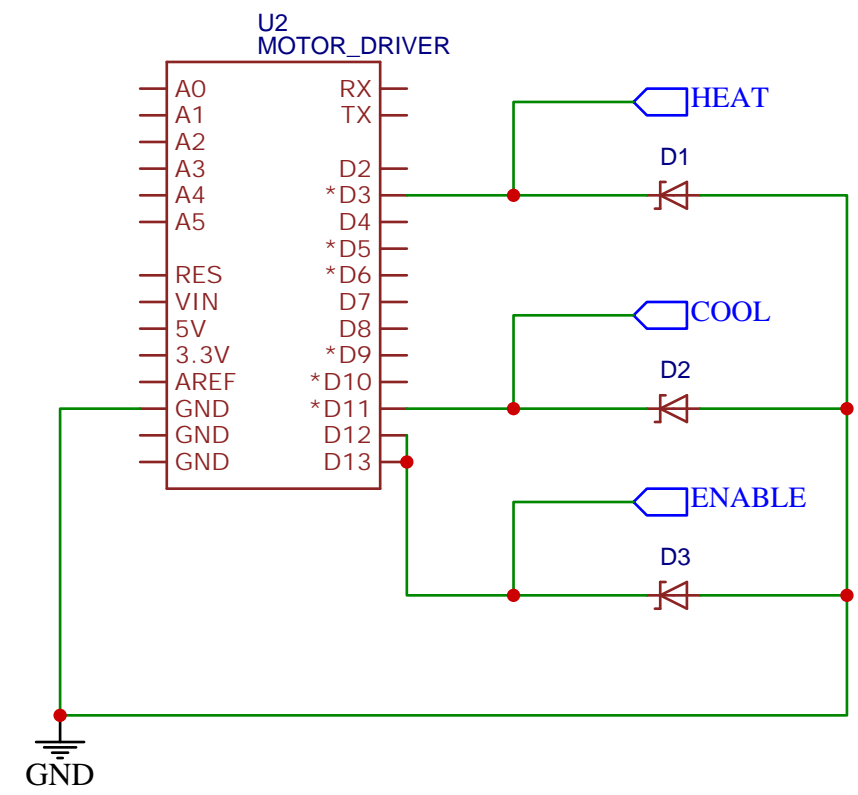 U2
MOTOR_DRIVER
A0
A1
A2
A3
A4
A5
RES
VIN
5V
3.3V
AREF
GND
GND
GND
RX
TX
D2
*D3
D4
*D5
*D6
D7
D8
*D9
*D10
*D11
D12
D13
HEAT
D1
COOL
D2
ENABLE
D3
GND